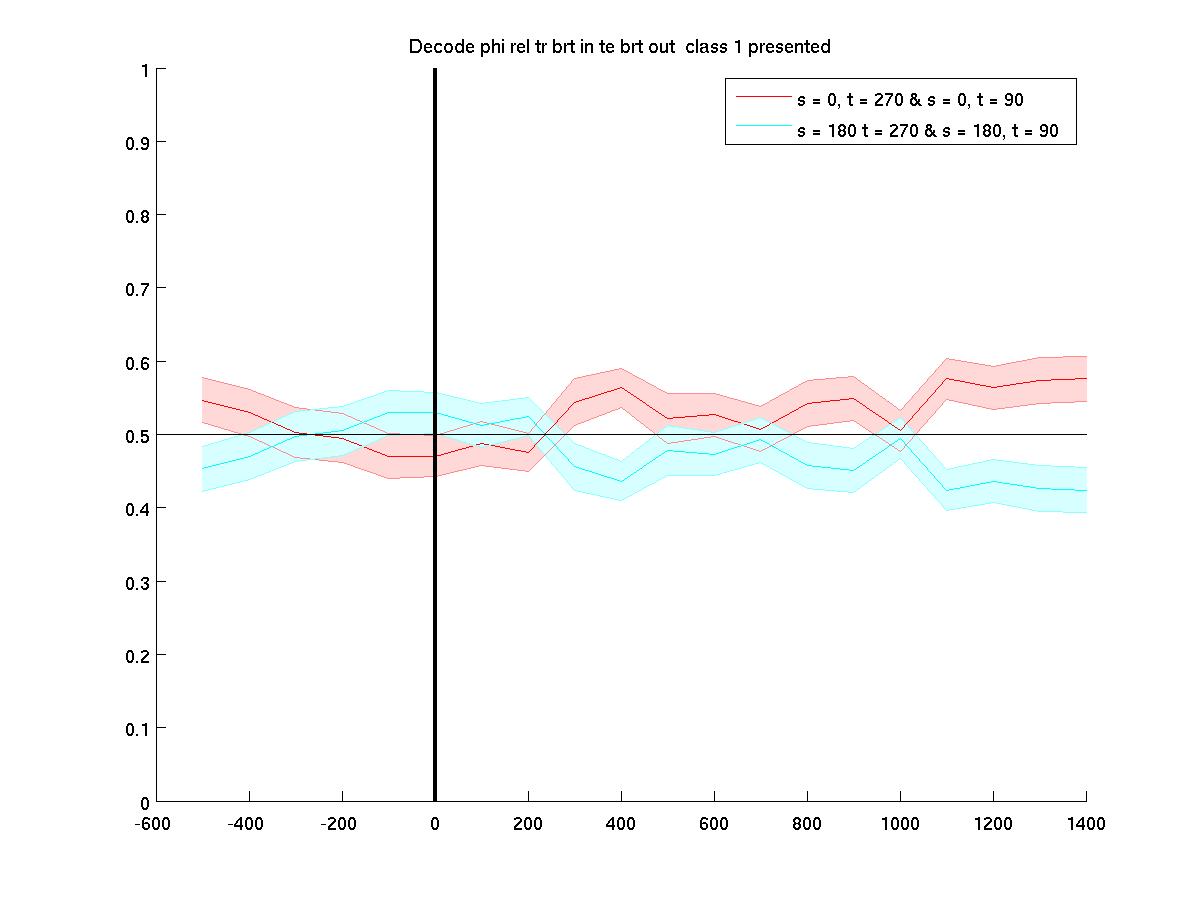 Decode phi rel tr brt in te brt out  class 1 presented
s = 0, t = 270 & s = 0, t = 90
s = 180 t = 270 & s = 180, t = 90
1
0.9
0.8
0.7
0.6
0.5
0.4
0.3
0.2
0.1
0
-600 -400 -200 0 200 400 600 800 1000 1200 1400